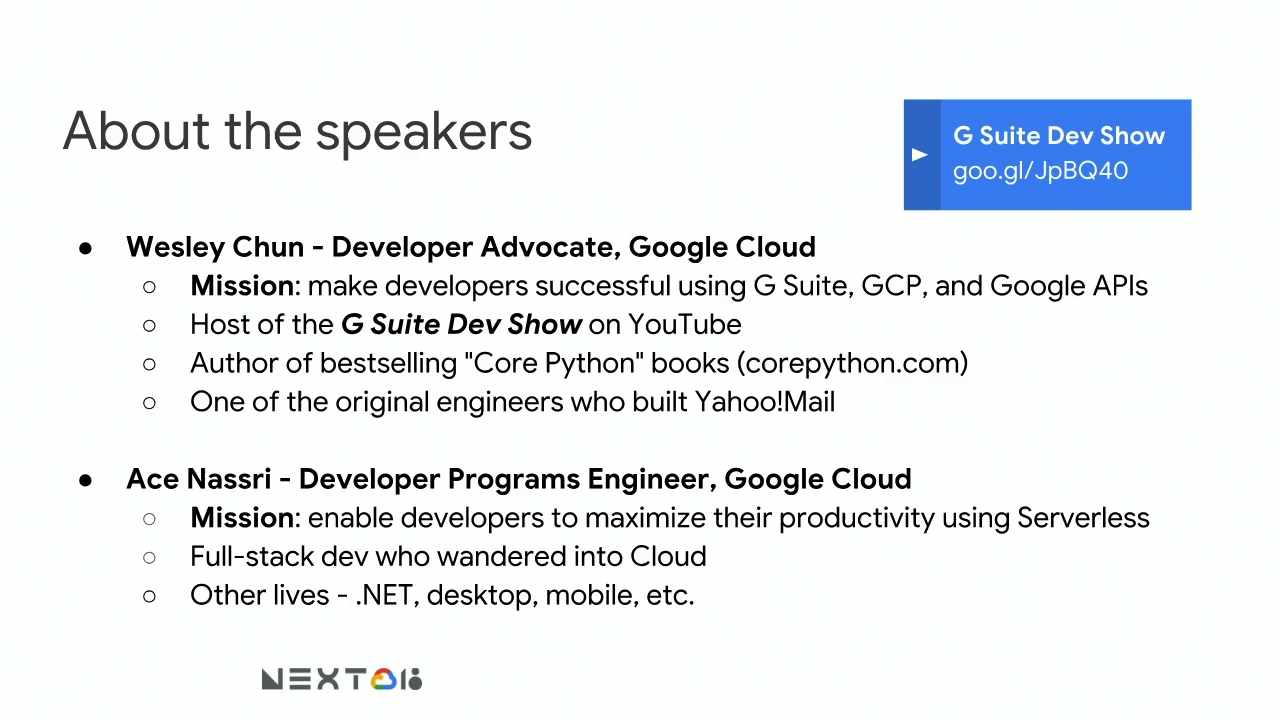 About the speakers
G Suite Dev Show
goo.gl/JpBQ40
● Wesley Chun - Developer Advocate, Google Cloud
○ Mission: make developers successful using G Suite, GCP, and Google APIs
○ Host of the G Suite Dev Show on YouTube
○ Author of bestselling "Core Python" books (corepython.com)
○ One of the original engineers who built Yahoo!Mail
● Ace Nassri - Developer Programs Engineer, Google Cloud
○ Mission: enable developers to maximize their productivity using Serverless
○ Full-stack dev who wandered into Cloud
○ Other lives - .NET, desktop, mobile, etc.
NEXT 18